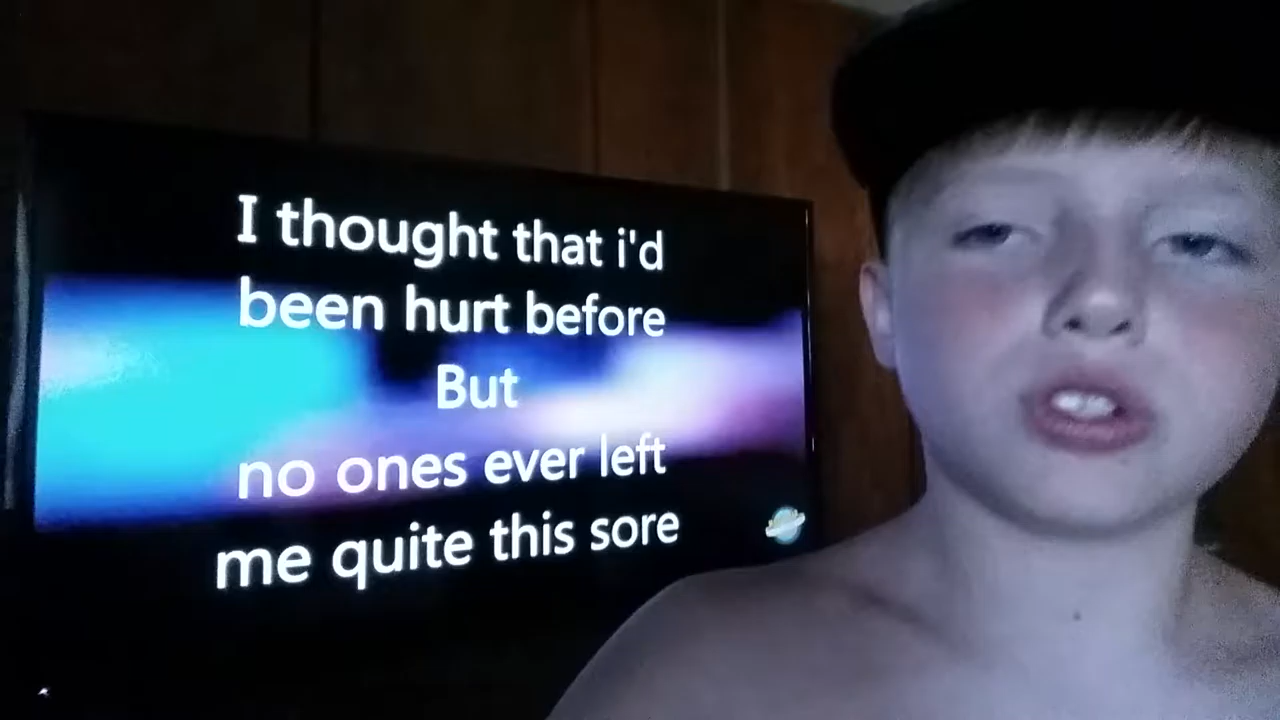 I thought that i'd
been hurt before
But
no ones ever left
me quite this sore